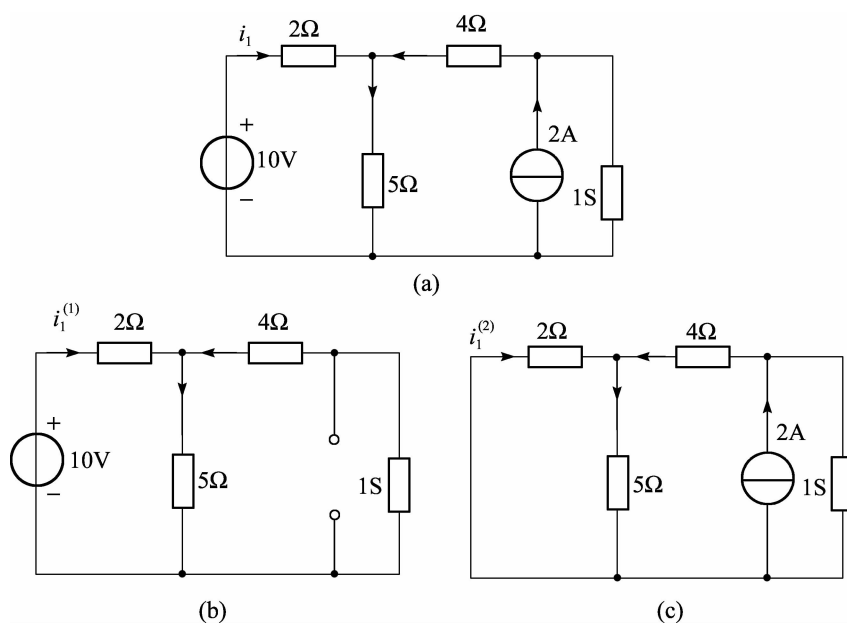 i₁ 2Ω 4Ω
+ 10V − 5Ω 2A 1S
(a)
i₁⁽¹⁾ 2Ω 4Ω
+ 10V − 5Ω 1S
(b)
i₁⁽²⁾ 2Ω 4Ω
5Ω 2A 1S
(c)